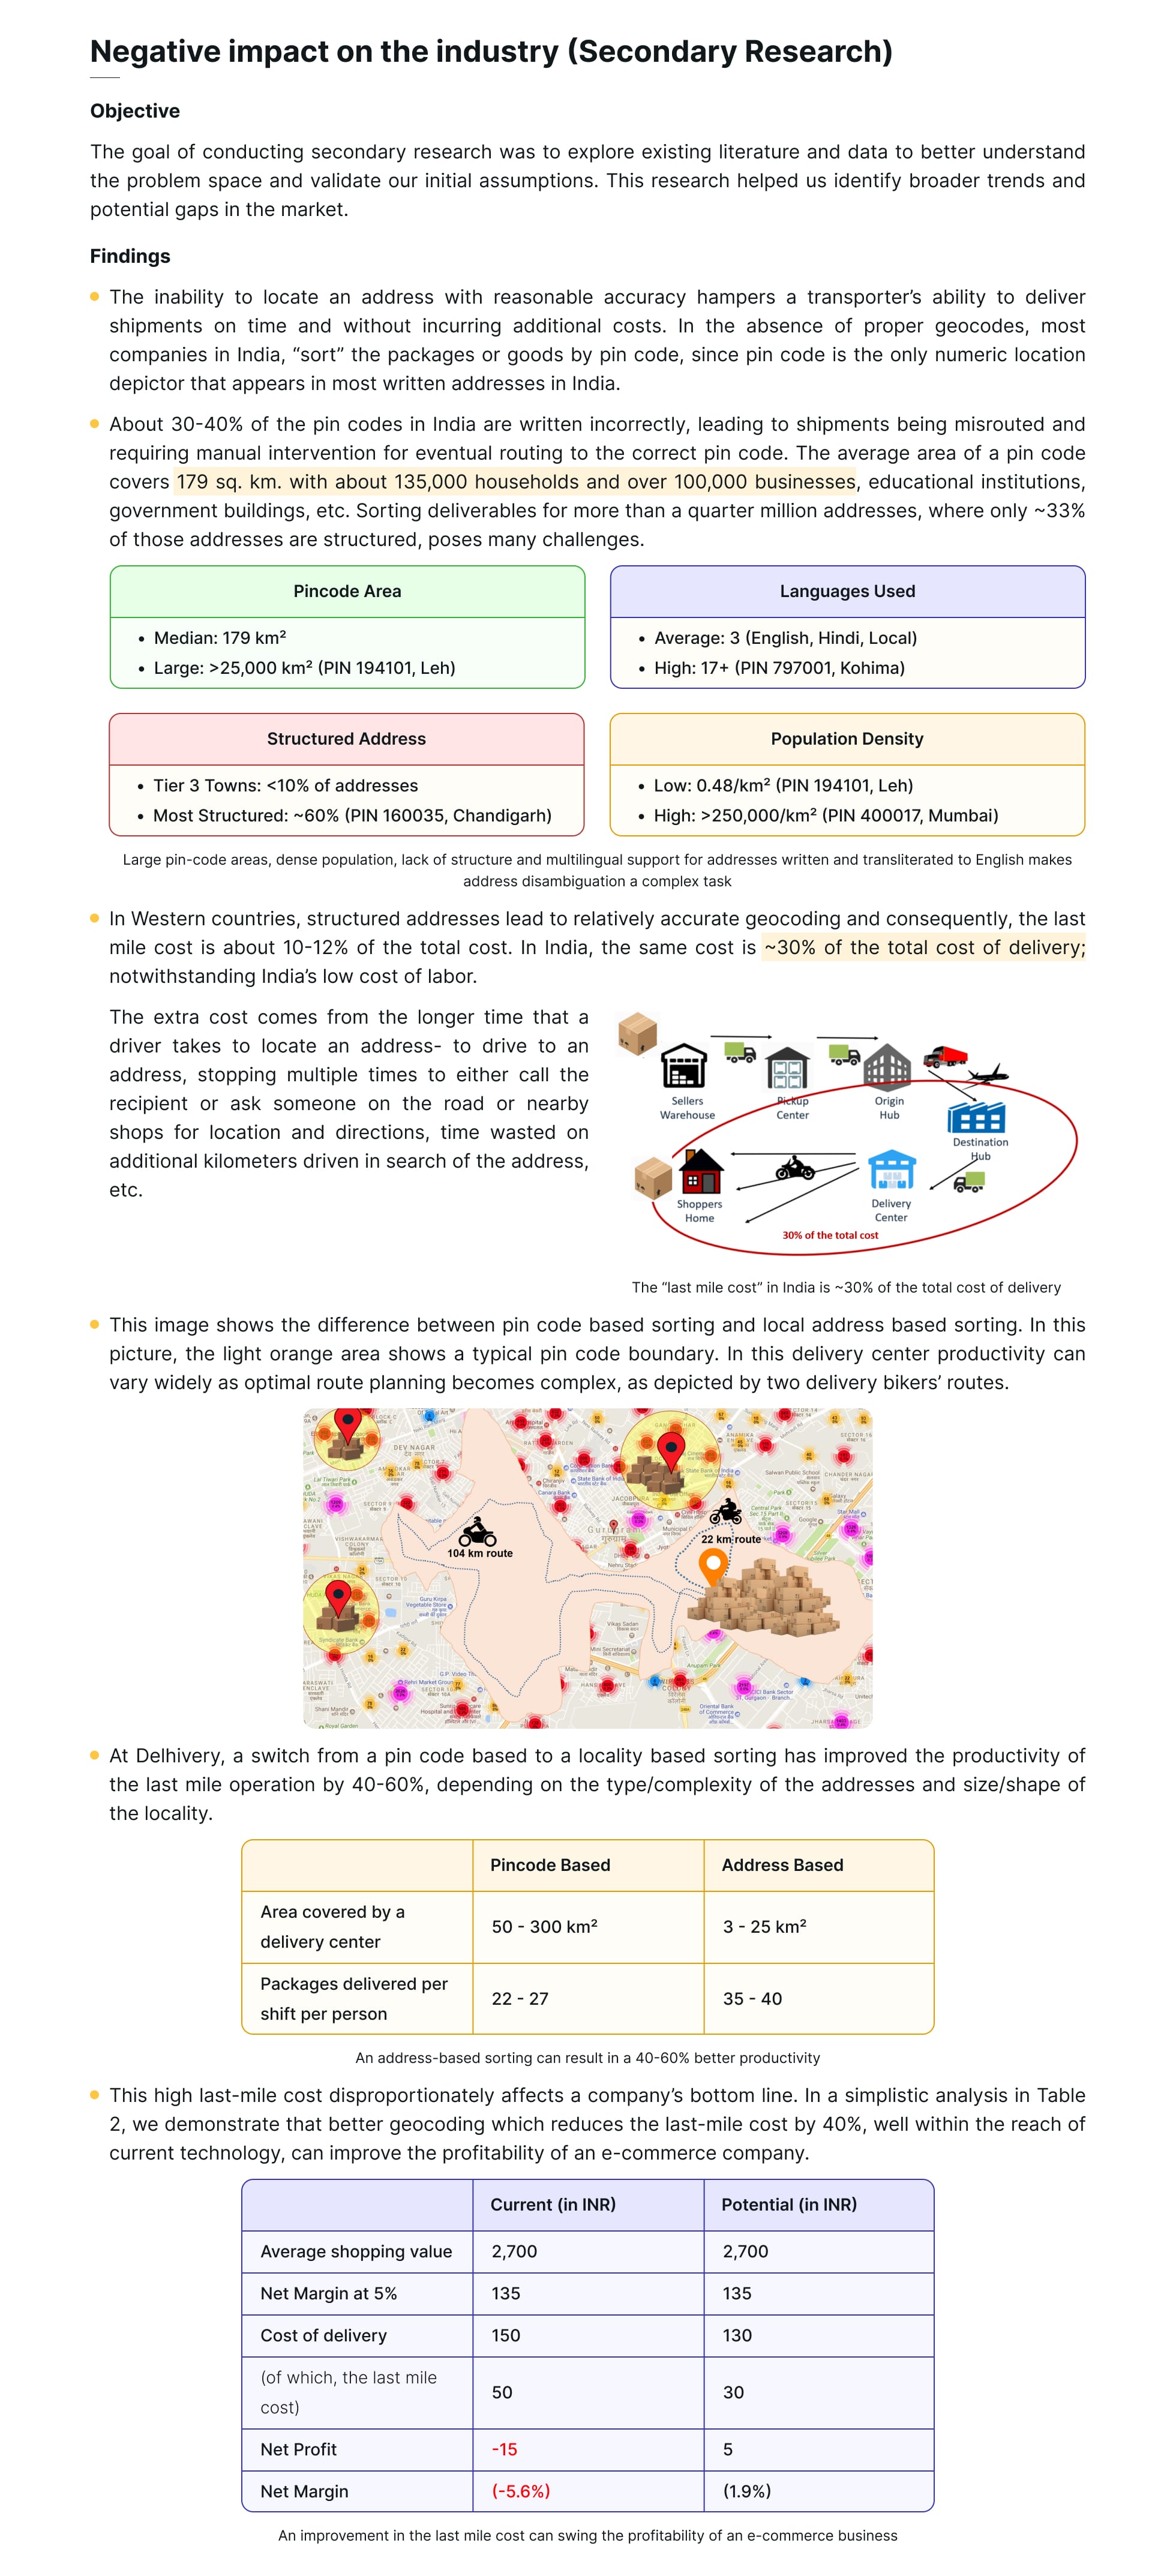 Negative impact on the industry (Secondary Research)
Objective
The goal of conducting secondary research was to explore existing literature and data to better understand
the problem space and validate our initial assumptions. This research helped us identify broader trends and
potential gaps in the market.
Findings
The inability to locate an address with reasonable accuracy hampers a transporter’s ability to deliver
shipments on time and without incurring additional costs. In the absence of proper geocodes, most
companies in India, “sort” the packages or goods by pin code, since pin code is the only numeric location
depictor that appears in most written addresses in India.
About 30-40% of the pin codes in India are written incorrectly, leading to shipments being misrouted and
requiring manual intervention for eventual routing to the correct pin code. The average area of a pin code
covers 179 sq. km. with about 135,000 households and over 100,000 businesses, educational institutions,
government buildings, etc. Sorting deliverables for more than a quarter million addresses, where only ~33%
of those addresses are structured, poses many challenges.
Pincode Area
• Median: 179 km²
• Large: >25,000 km² (PIN 194101, Leh)
Languages Used
• Average: 3 (English, Hindi, Local)
• High: 17+ (PIN 797001, Kohima)
Structured Address
• Tier 3 Towns: <10% of addresses
• Most Structured: ~60% (PIN 160035, Chandigarh)
Population Density
• Low: 0.48/km² (PIN 194101, Leh)
• High: >250,000/km² (PIN 400017, Mumbai)
Large pin-code areas, dense population, lack of structure and multilingual support for addresses written and transliterated to English makes
address disambiguation a complex task
In Western countries, structured addresses lead to relatively accurate geocoding and consequently, the last
mile cost is about 10-12% of the total cost. In India, the same cost is ~30% of the total cost of delivery;
notwithstanding India’s low cost of labor.
The extra cost comes from the longer time that a
driver takes to locate an address- to drive to an
address, stopping multiple times to either call the
recipient or ask someone on the road or nearby
shops for location and directions, time wasted on
additional kilometers driven in search of the address,
etc.
Sellers
Warehouse
Pickup
Center
Origin
Hub
Destination
Hub
Shoppers
Home
Delivery
Center
30% of the total cost
The “last mile cost” in India is ~30% of the total cost of delivery
This image shows the difference between pin code based sorting and local address based sorting. In this
picture, the light orange area shows a typical pin code boundary. In this delivery center productivity can
vary widely as optimal route planning becomes complex, as depicted by two delivery bikers’ routes.
DEV NAGAR
JACOBPURA
104 km route
22 km route
Vikas Sadan
Anupam Park
Shani Mandir
Royal Garden
At Delhivery, a switch from a pin code based to a locality based sorting has improved the productivity of
the last mile operation by 40-60%, depending on the type/complexity of the addresses and size/shape of
the locality.
Pincode Based
Address Based
Area covered by a
delivery center
50 - 300 km²
3 - 25 km²
Packages delivered per
shift per person
22 - 27
35 - 40
An address-based sorting can result in a 40-60% better productivity
This high last-mile cost disproportionately affects a company’s bottom line. In a simplistic analysis in Table
2, we demonstrate that better geocoding which reduces the last-mile cost by 40%, well within the reach of
current technology, can improve the profitability of an e-commerce company.
Current (in INR)
Potential (in INR)
Average shopping value
2,700
2,700
Net Margin at 5%
135
135
Cost of delivery
150
130
(of which, the last mile
cost)
50
30
Net Profit
-15
5
Net Margin
(-5.6%)
(1.9%)
An improvement in the last mile cost can swing the profitability of an e-commerce business